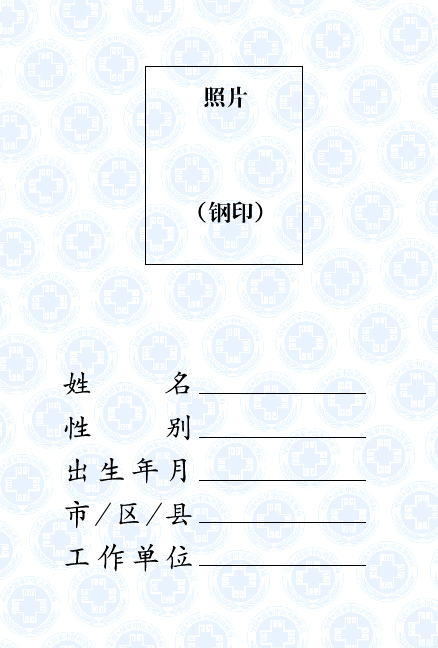 照片
（钢印）
姓名
性别
出生年月
市/区/县
工作单位